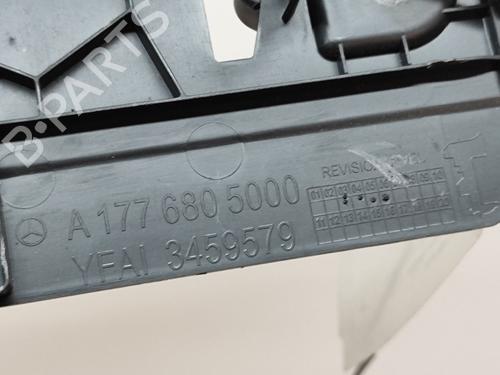 B-PARTS
REVISION LEVEL
01 02 03 04 05 06 07 08 09 10
11 12 13 14 15 16 17 18 19 20
A 177 680 5000
YFAI 3459579